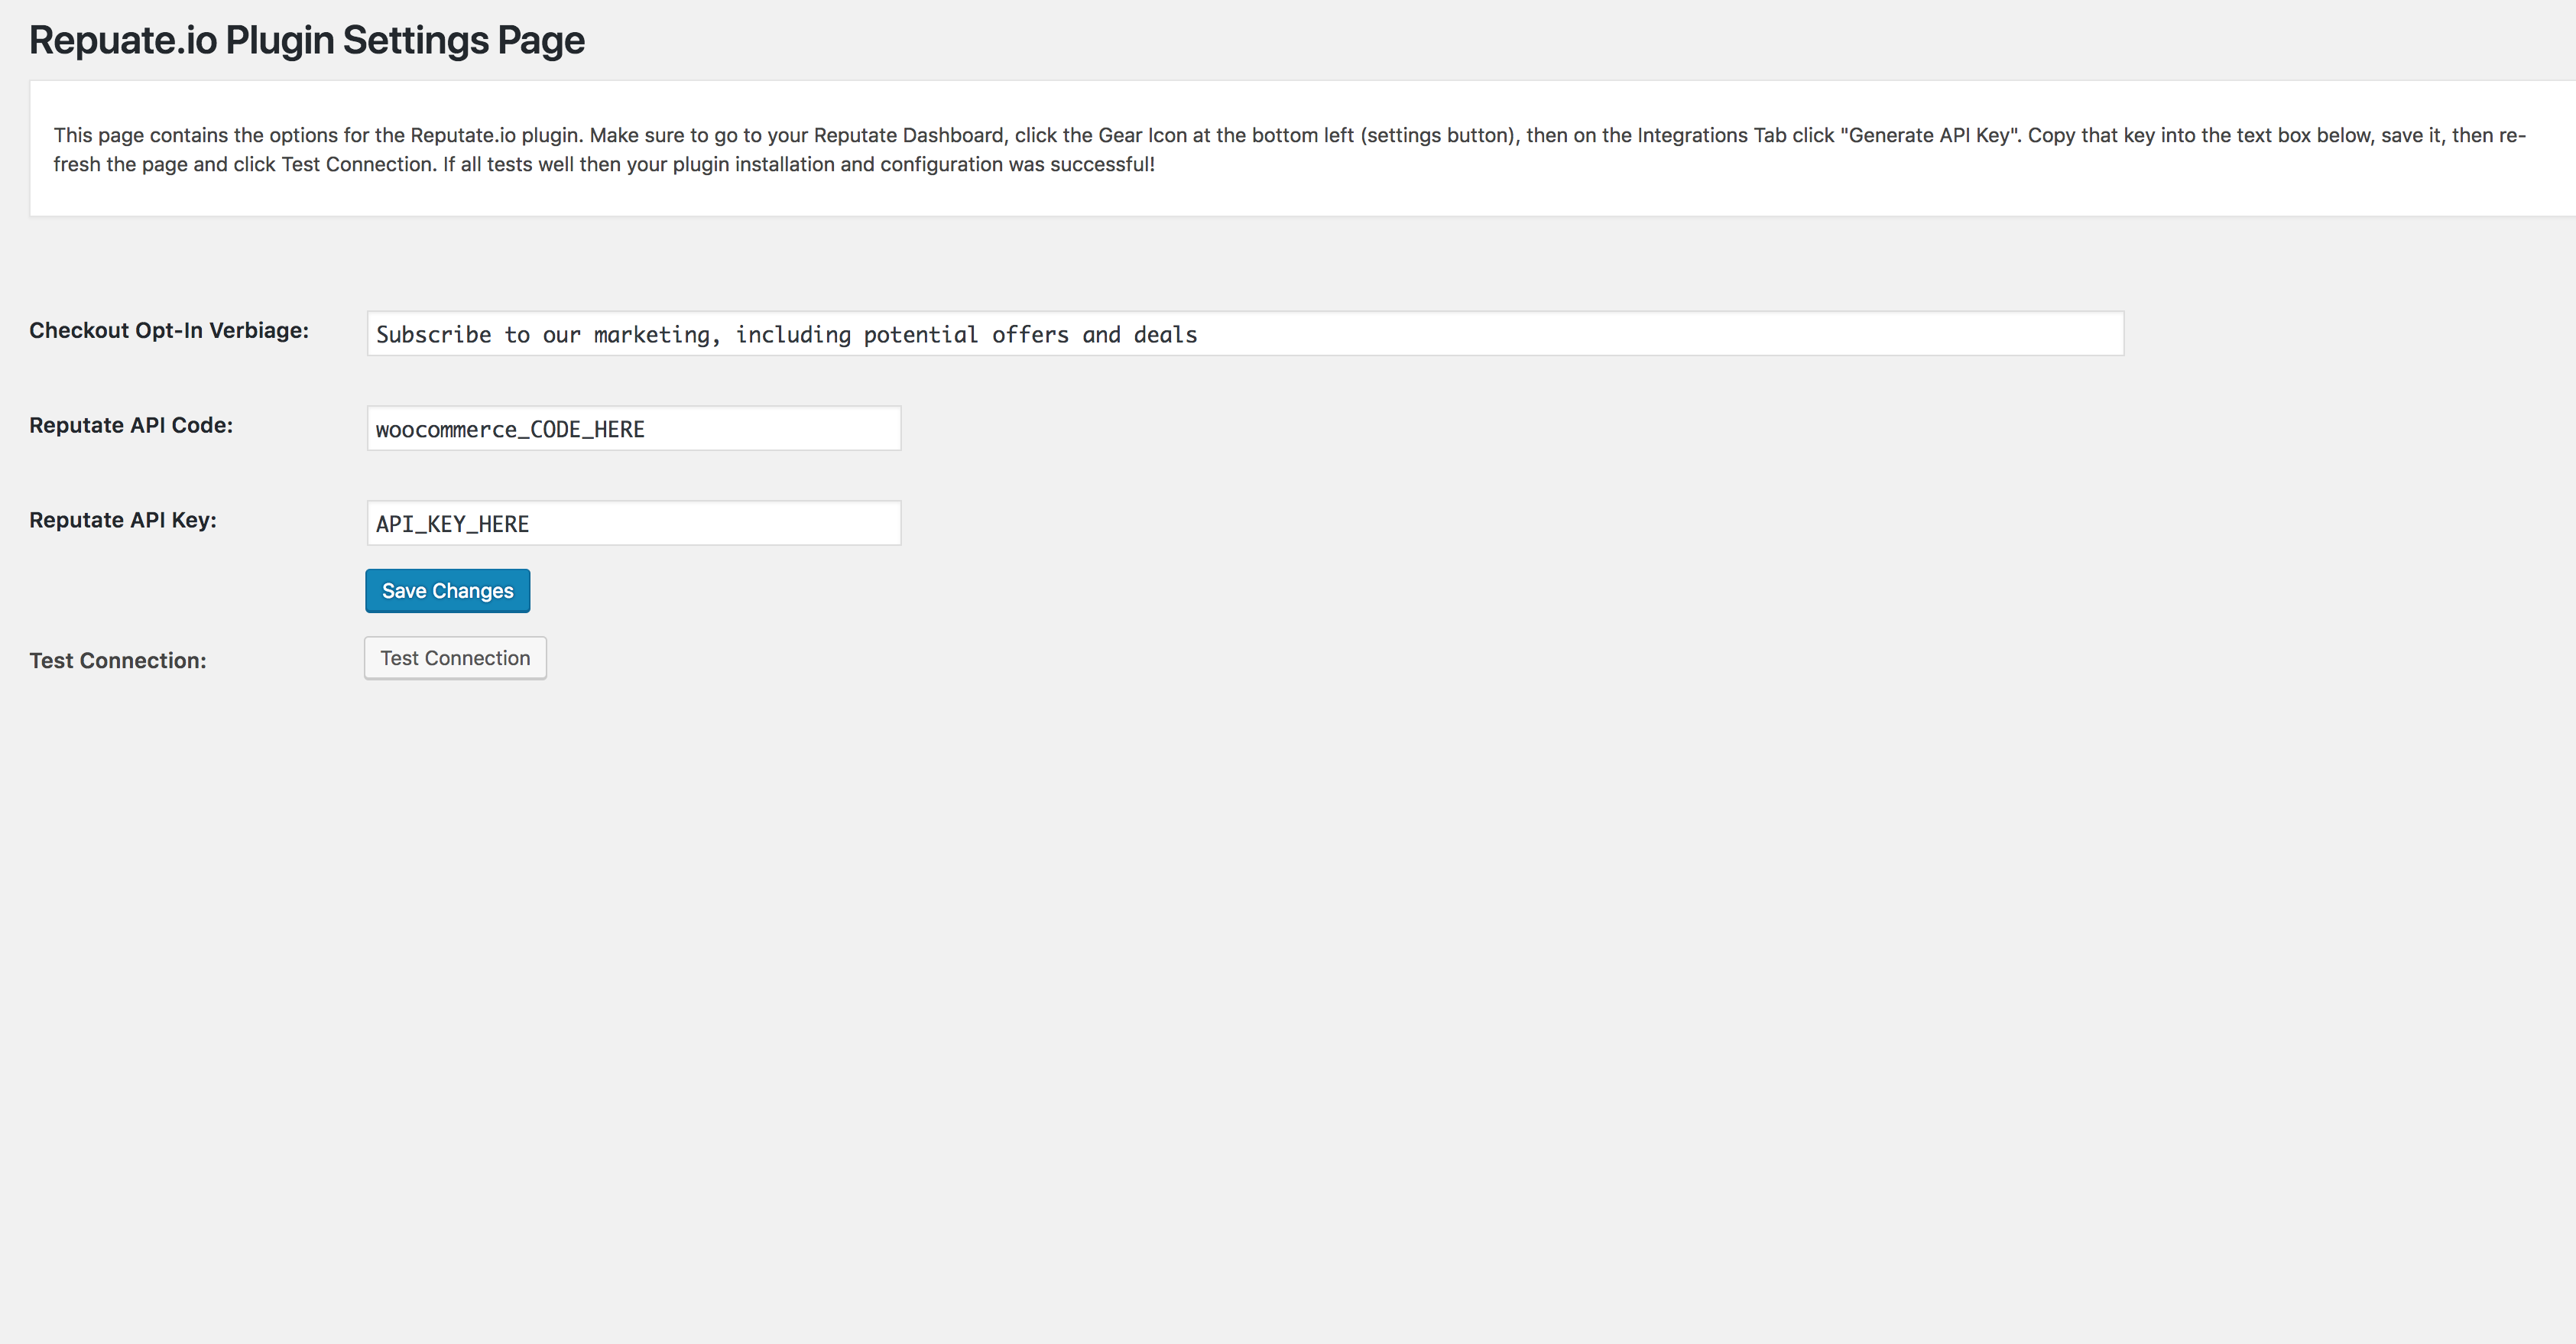 Repuate.io Plugin Settings Page
This page contains the options for the Reputate.io plugin. Make sure to go to your Reputate Dashboard, click the Gear Icon at the bottom left (settings button), then on the Integrations Tab click "Generate API Key". Copy that key into the text box below, save it, then re-
fresh the page and click Test Connection. If all tests well then your plugin installation and configuration was successful!
Checkout Opt-In Verbiage: Subscribe to our marketing, including potential offers and deals
Reputate API Code: woocommerce_CODE_HERE
Reputate API Key: API_KEY_HERE
Save Changes
Test Connection: Test Connection